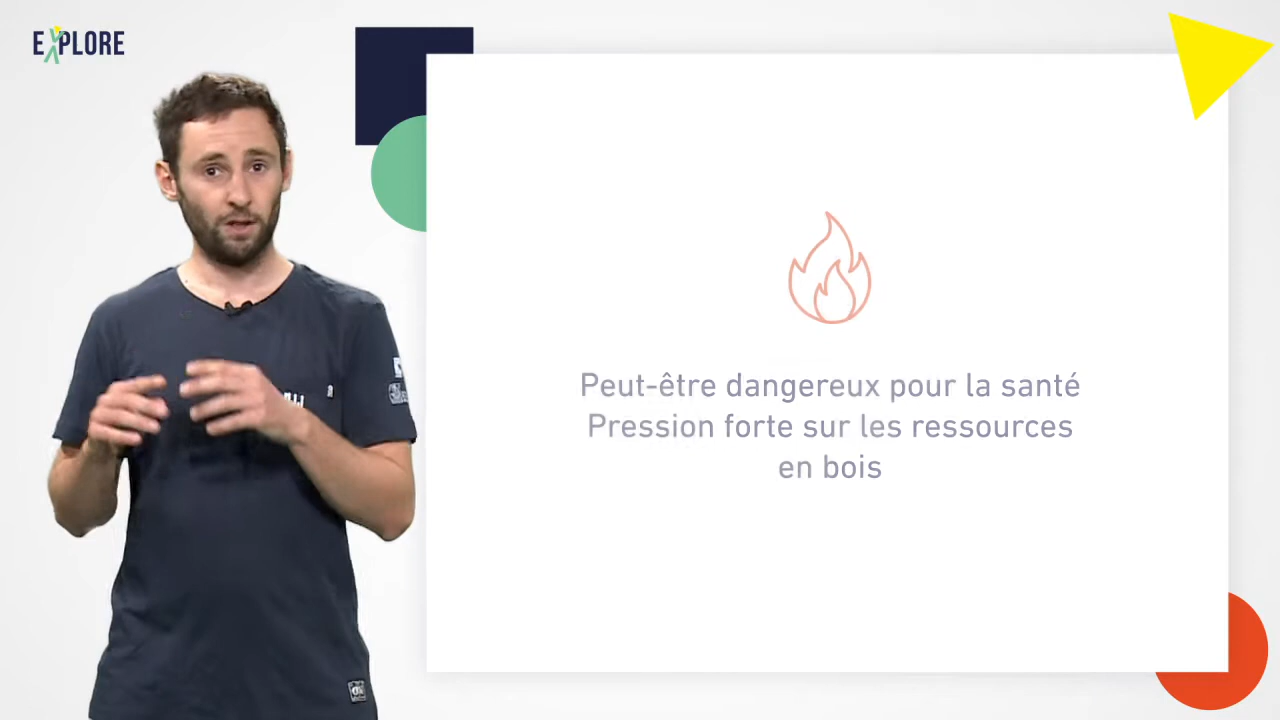 EXPLORE
Peut-être dangereux pour la santé
Pression forte sur les ressources
en bois